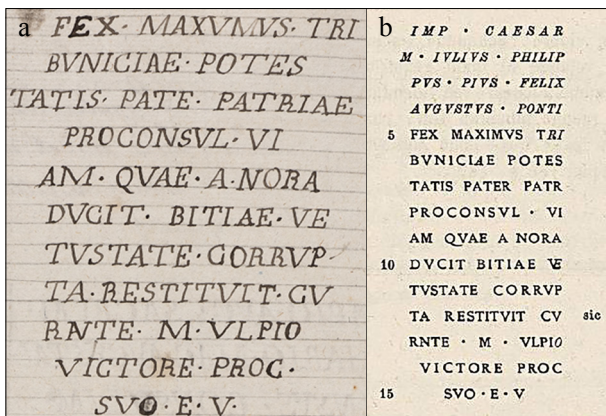 a
FEX· MAXVMVS· TRI
BVNICIAE· POTES
TATIS· PATE· PATRIAE
PROCONSVL· VI
AM· QVAE· A·NORA
DVCIT· BITIAE· VE
TVSTATE· CORRVP·
TA·RESTITVIT·CV
RNTE· M·VLPIO
VICTORE· PROC·
SVO·E·V·
b
IMP · CAESAR
M · IVLIVS · PHILIP
PVS · PIVS · FELIX
AVGVSTVS · PONTI
5 FEX MAXIMVS TRI
BVNICIAE POTES
TATIS PATER PATR
PROCONSVL · VI
AM QVAE A NORA
10 DVCIT BITIAE VE
TVSTATE CORRVP
TA RESTITVIT CV sic
RNTE · M · VLPIO
VICTORE PROC
15 SVO · E · V